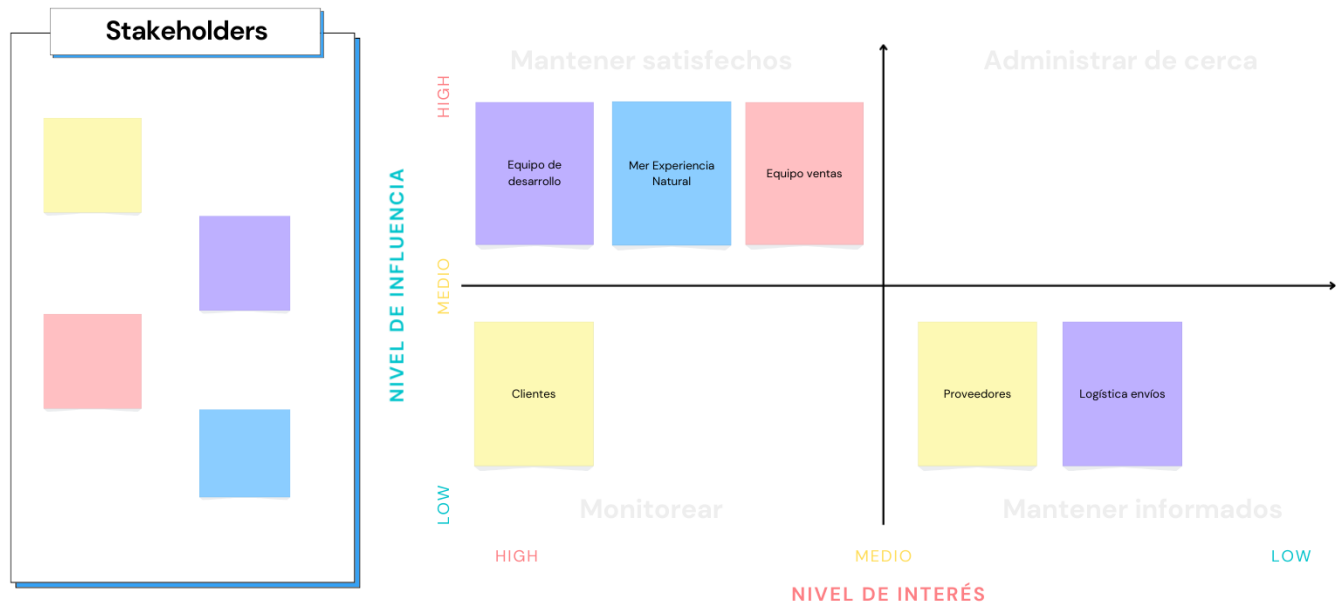 Stakeholders
Mantener satisfechos
Administrar de cerca
HIGH
Equipo de
desarrollo
Mer Experiencia
Natural
Equipo ventas
NIVEL DE INFLUENCIA
MEDIO
Clientes
Proveedores
Logística envíos
LOW
Monitorear
Mantener informados
HIGH
MEDIO
LOW
NIVEL DE INTERÉS